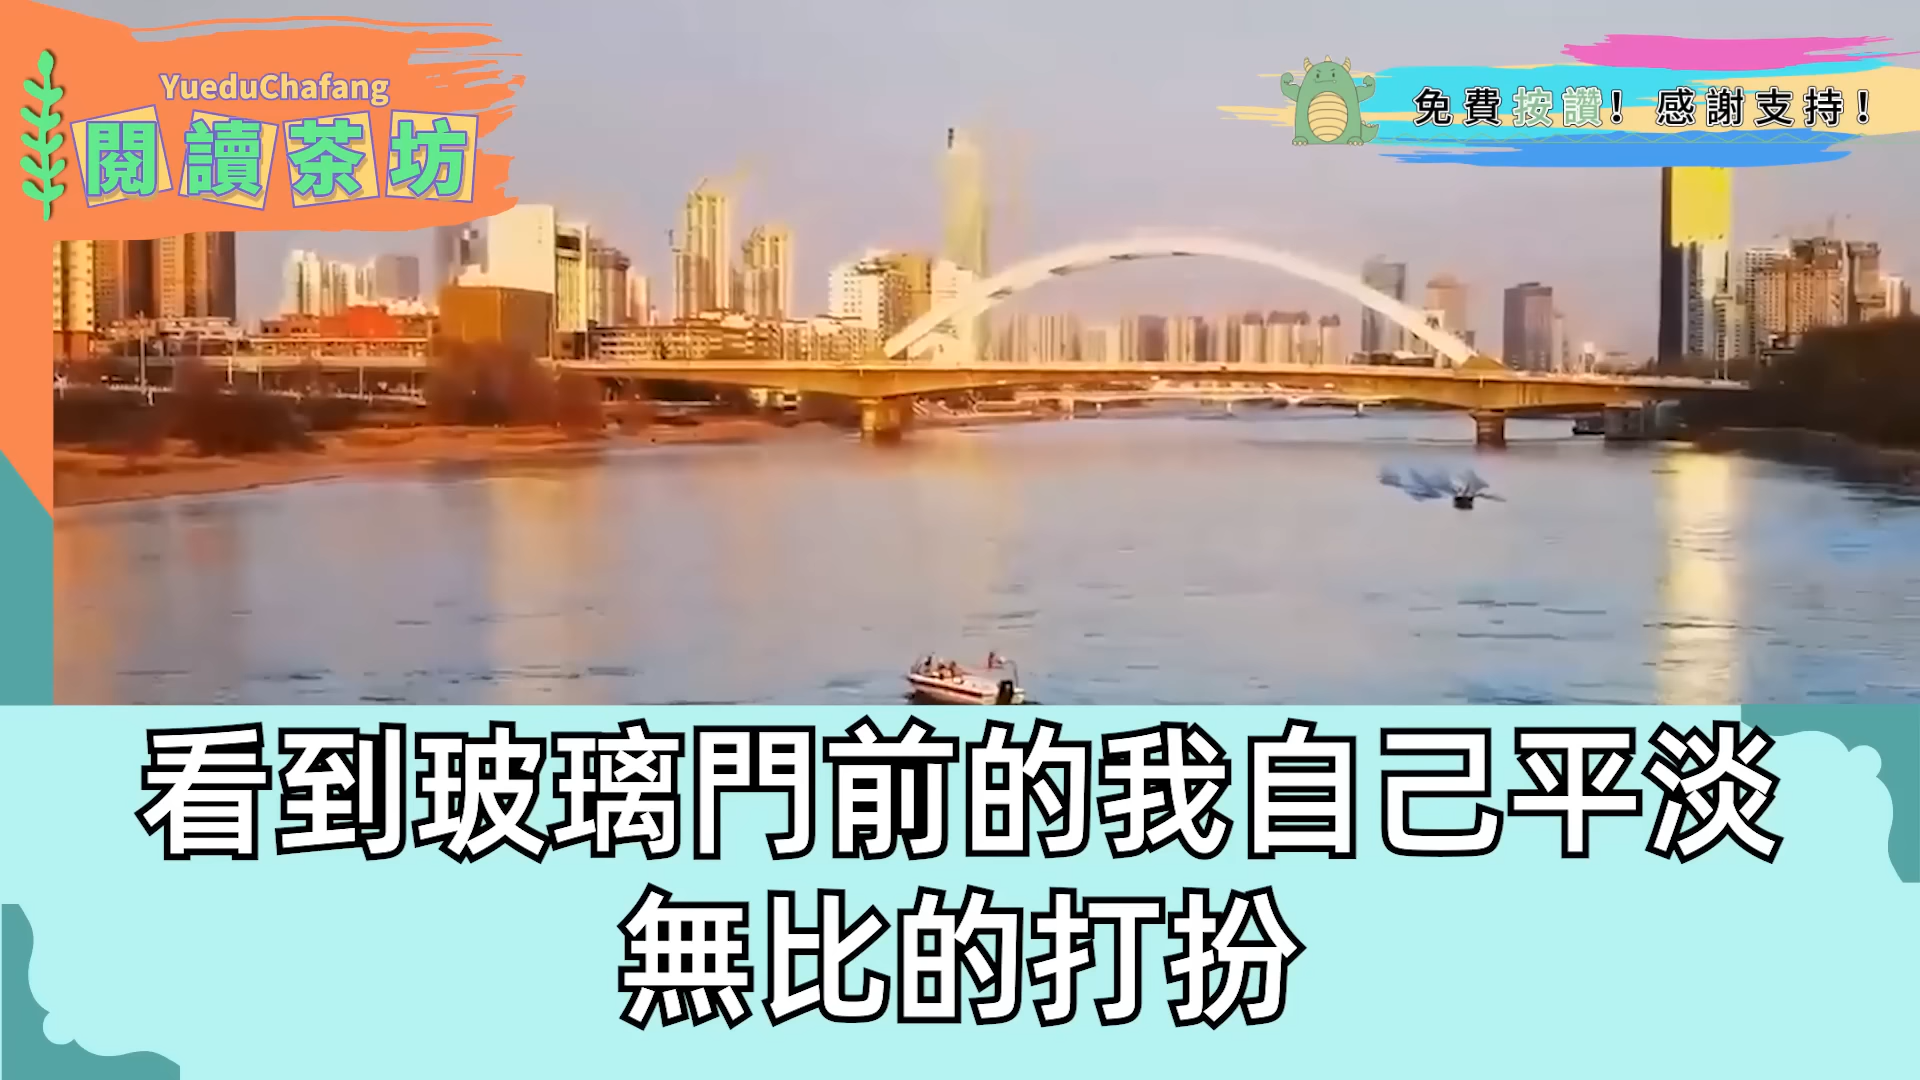 YueduChafang
閱讀茶坊
免費按讚！感謝支持！
看到玻璃門前的我自己平淡
無比的打扮